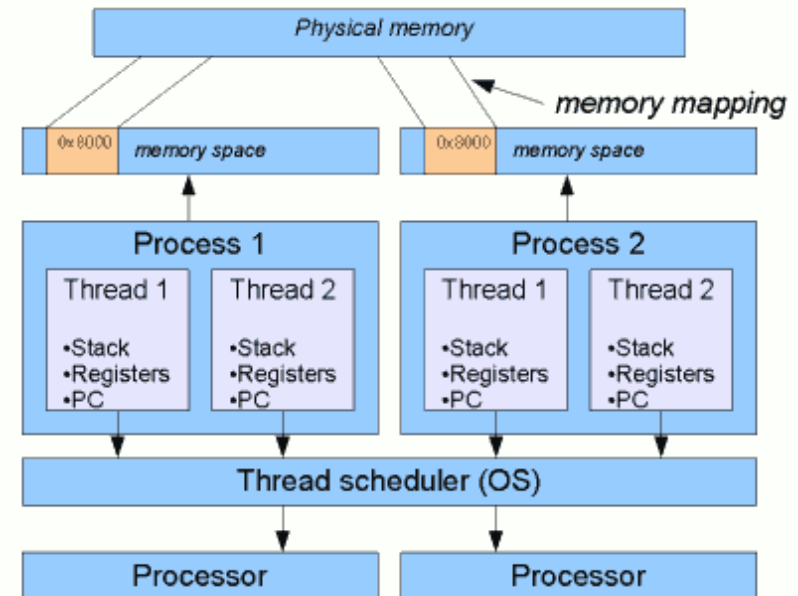 Physical memory
memory mapping
0x8000 memory space
0x8000 memory space
Process 1
Process 2
Thread 1
Thread 2
Thread 1
Thread 2
•Stack
•Registers
•PC
•Stack
•Registers
•PC
•Stack
•Registers
•PC
•Stack
•Registers
•PC
Thread scheduler (OS)
Processor
Processor